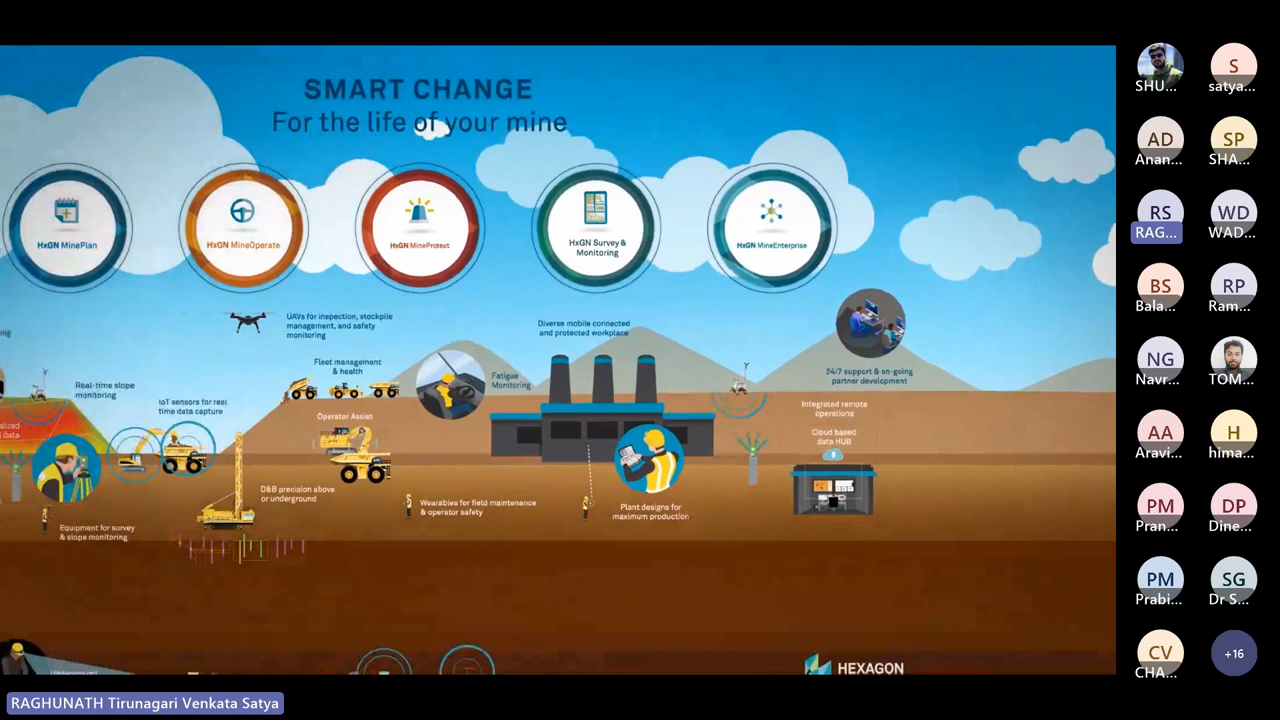 SMART CHANGE
For the life of your mine
HxGN MinePlan
HxGN MineOperate
HxGN MineProtect
HxGN Survey &
Monitoring
HxGN MineEnterprise
UAVs for inspection, stockpile
management, and safety
monitoring
Diverse mobile connected
and protected workplace
Fleet management
& health
Fatigue
Monitoring
24/7 support & on-going
partner development
Real-time slope
monitoring
IoT sensors for real
time data capture
Operator Assist
Integrated remote
operations
Cloud based
data HUB
data
D&B precision above
or underground
Wearables for field maintenance
& operator safety
Plant designs for
maximum production
Equipment for survey
& slope monitoring
HEXAGON
SHU...
S
satya...
AD
Anan...
SP
SHA...
RS
RAG...
WD
WAD...
BS
Bala...
RP
Ram...
NG
Navr...
TOM...
AA
Aravi...
H
hima...
PM
Pran...
DP
Dine...
PM
Prabi...
SG
Dr S...
CV
CHA...
+16
RAGHUNATH Tirunagari Venkata Satya